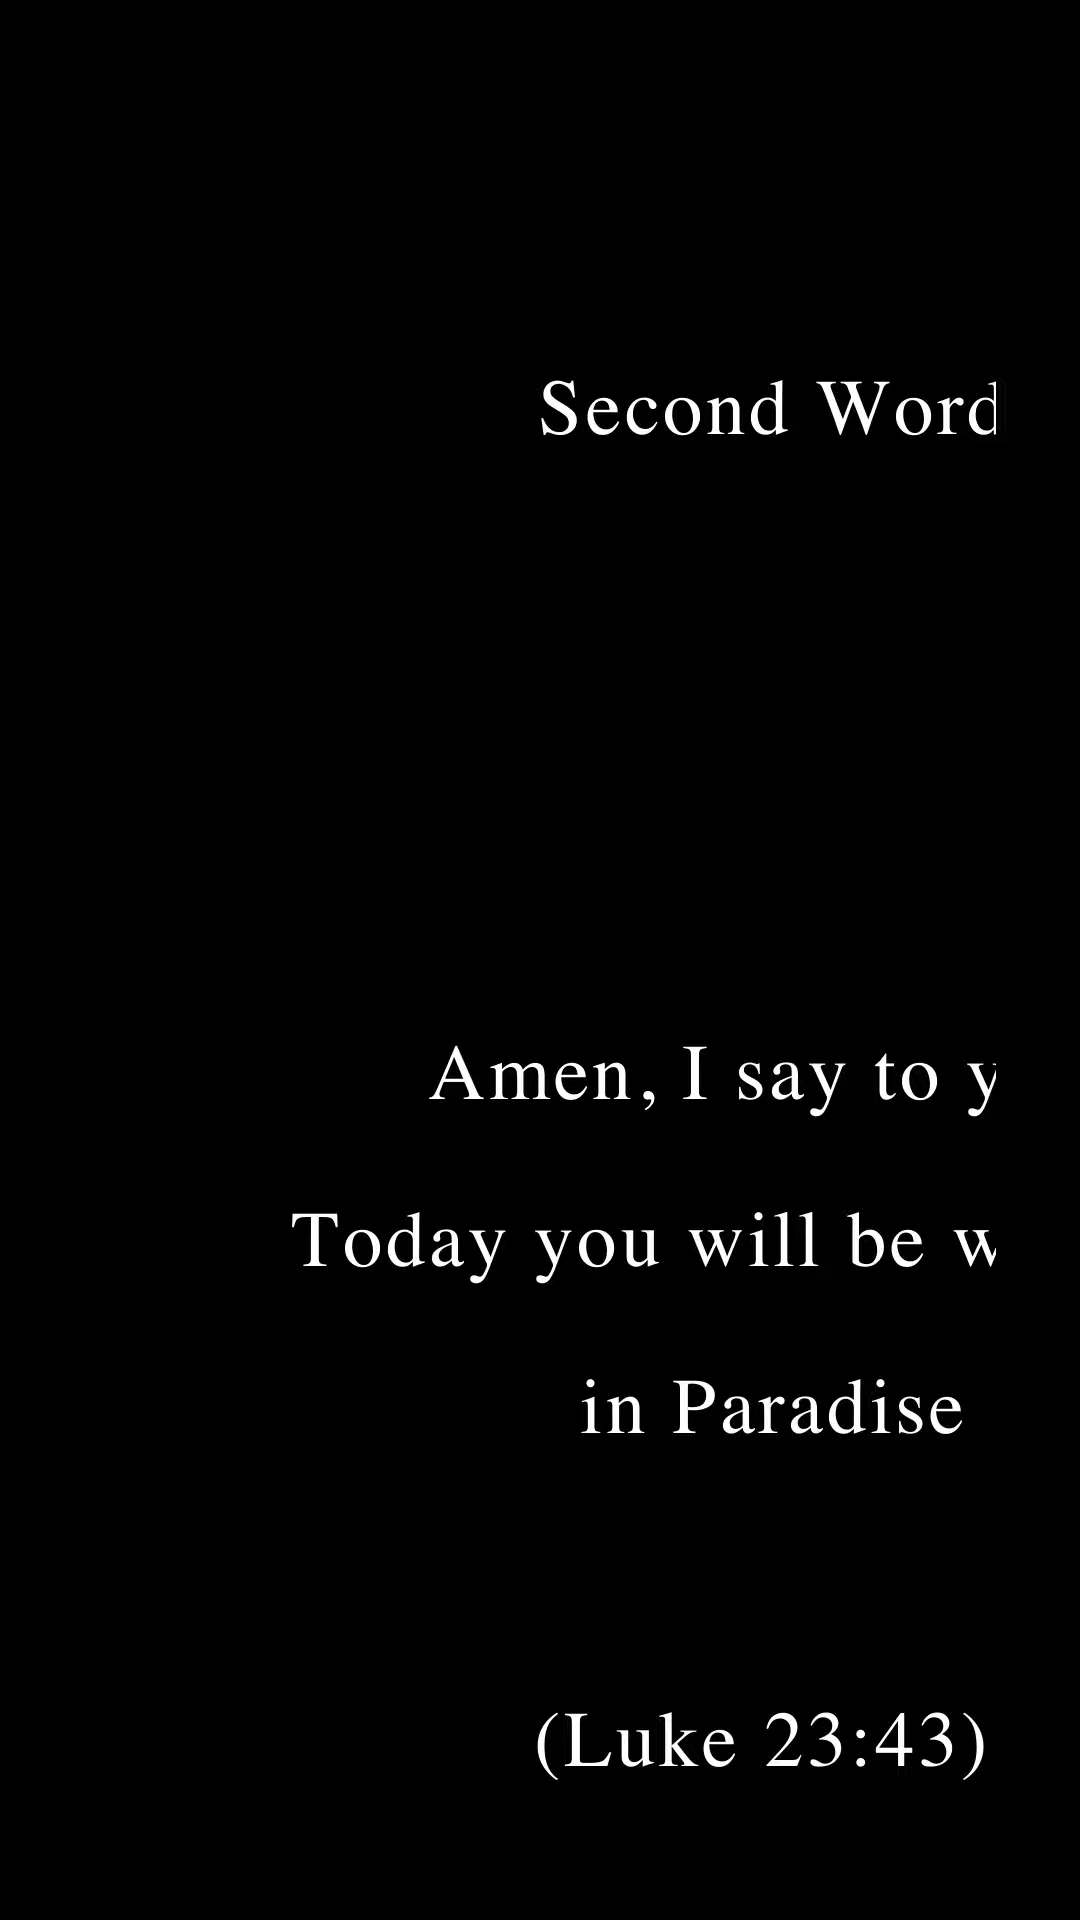 Second Word
Amen, I say to y
Today you will be w
in Paradise
(Luke 23:43)